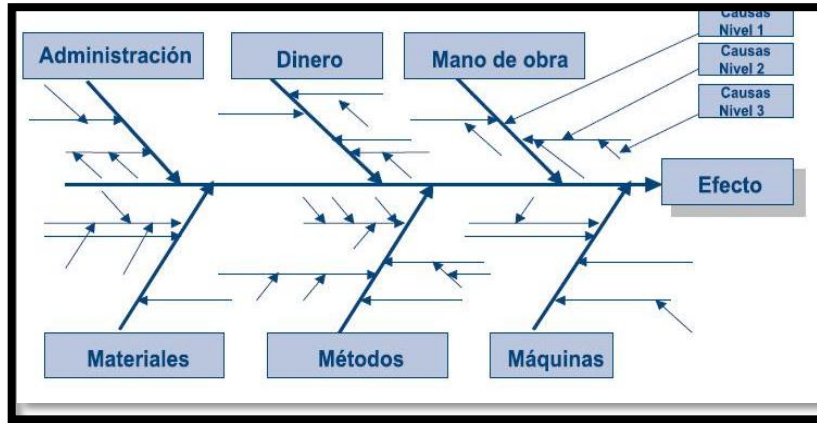 Causas
Nivel 1
Administración
Dinero
Mano de obra
Causas
Nivel 2
Causas
Nivel 3
Efecto
Materiales
Métodos
Máquinas